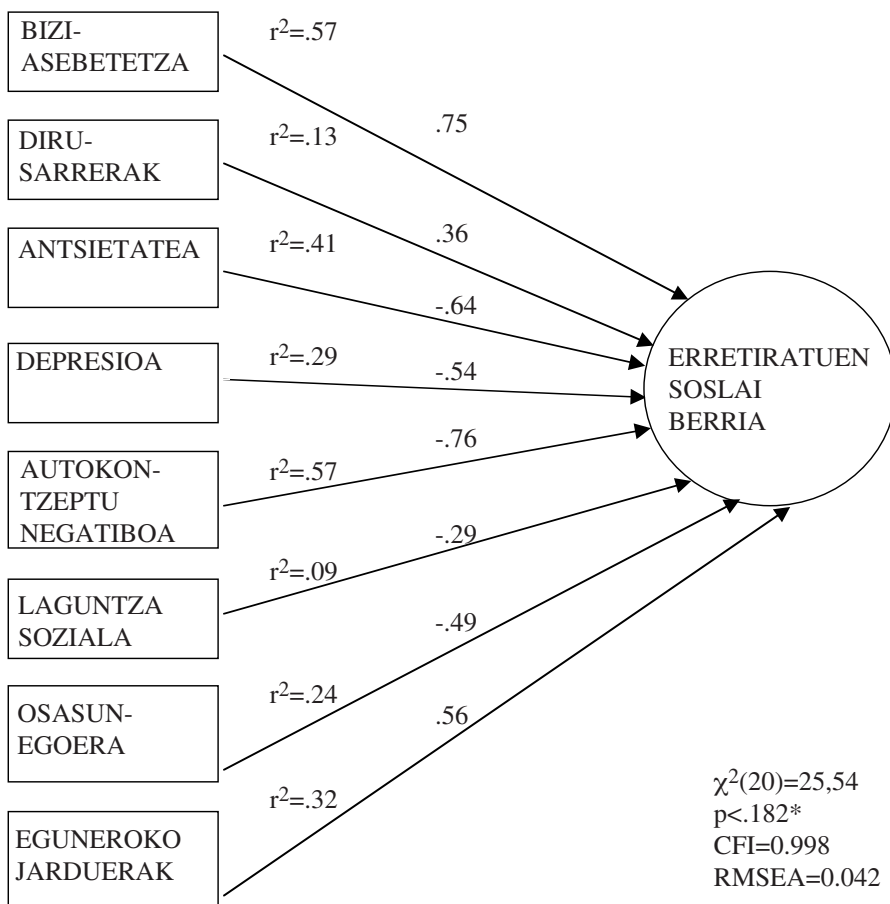 BIZI-
ASEBETETZA
r²=.57
.75
DIRU-
SARRERAK
r²=.13
.36
ANTSIETATEA
r²=.41
-.64
DEPRESIOA
r²=.29
-.54
AUTOKON-
TZEPTU
NEGATIBOA
r²=.57
-.76
LAGUNTZA
SOZIALA
r²=.09
-.29
OSASUN-
EGOERA
r²=.24
-.49
EGUNEROKO
JARDUERAK
r²=.32
.56
ERRETIRATUEN
SOSLAI
BERRIA
χ²(20)=25,54
p<.182*
CFI=0.998
RMSEA=0.042